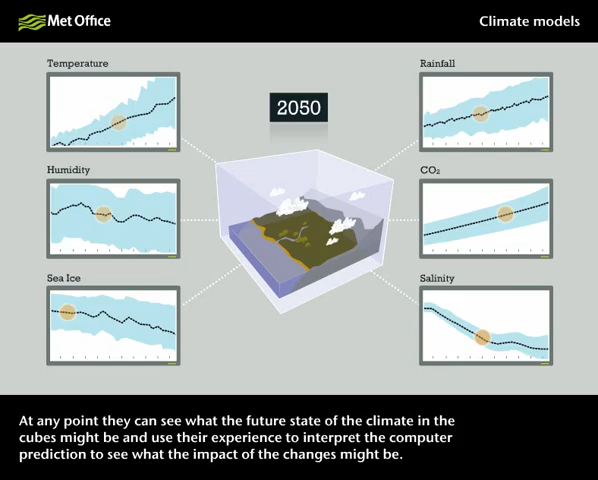 Met Office
Climate models
Temperature
Rainfall
2050
Humidity
CO₂
Sea Ice
Salinity
At any point they can see what the future state of the climate in the
cubes might be and use their experience to interpret the computer
prediction to see what the impact of the changes might be.